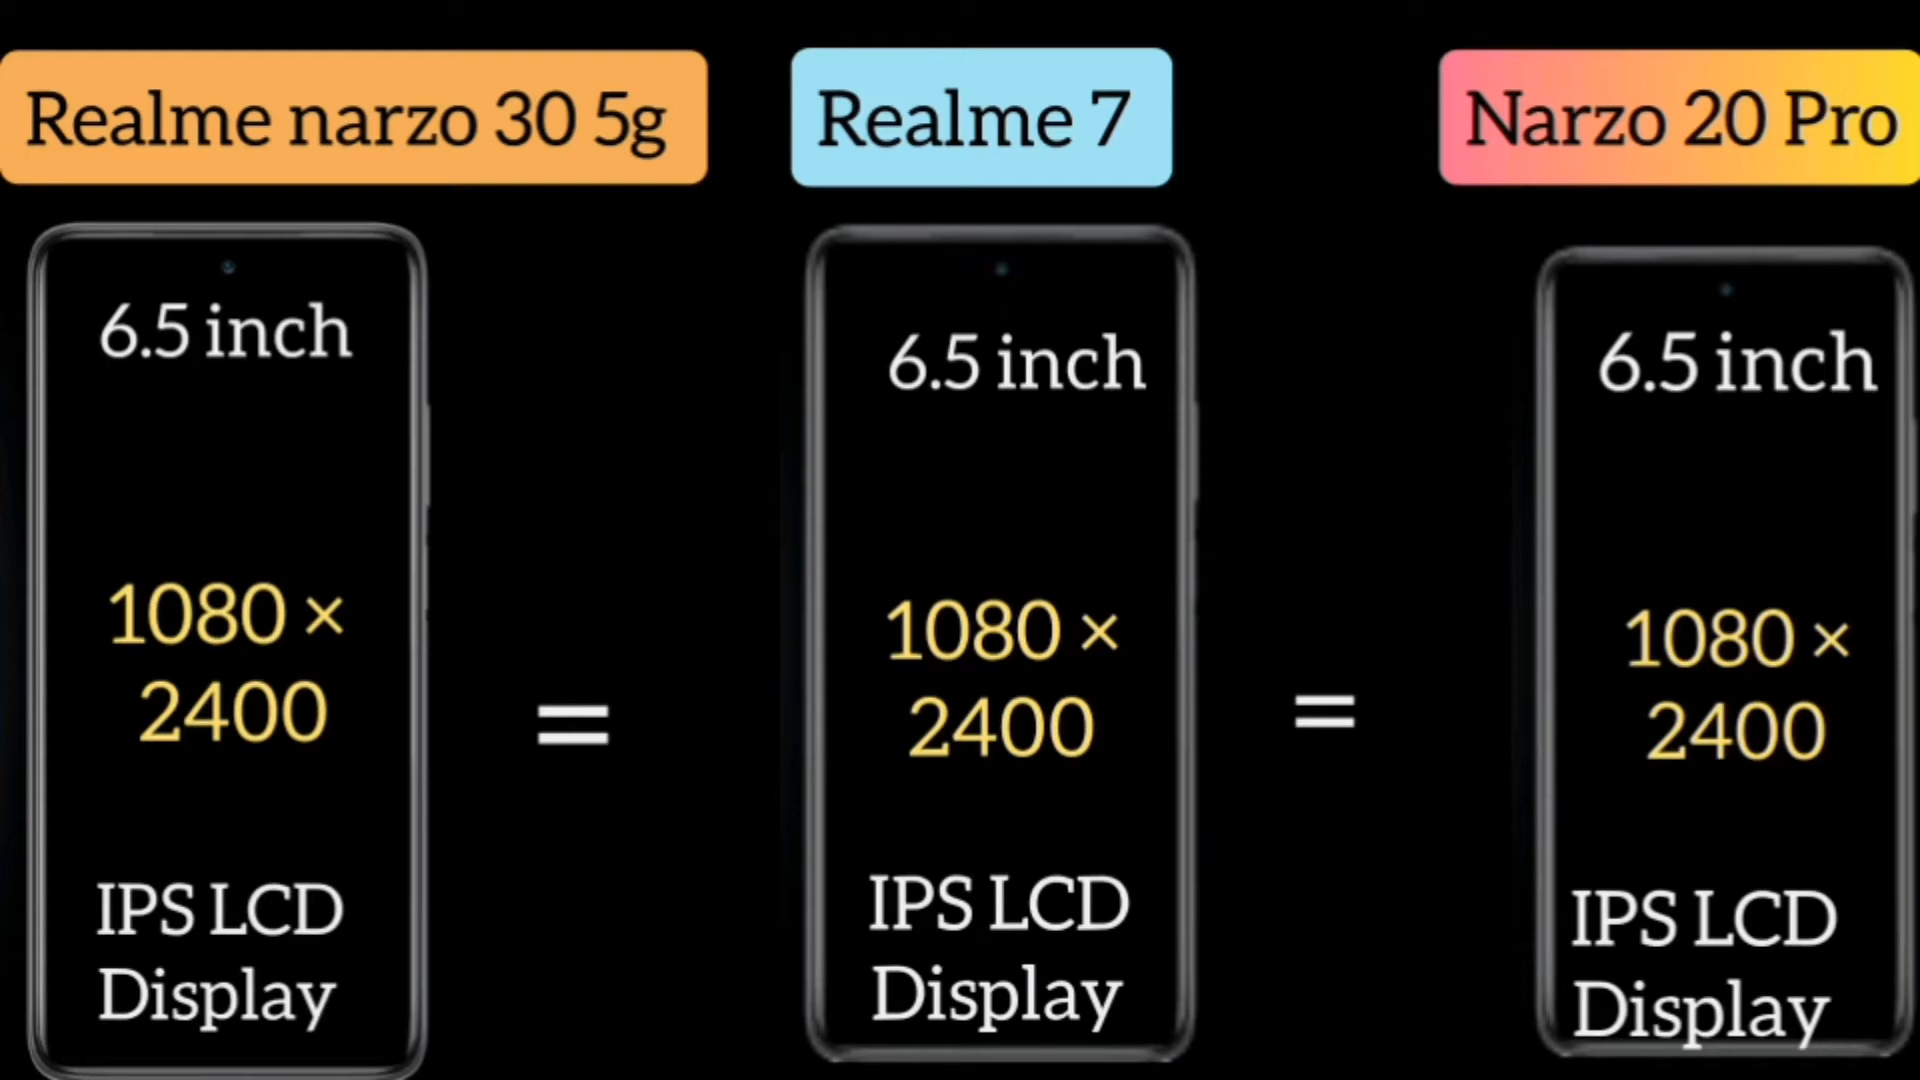 Realme narzo 30 5g
Realme 7
Narzo 20 Pro
6.5 inch
1080 ×
2400
IPS LCD
Display
=
6.5 inch
1080 ×
2400
IPS LCD
Display
=
6.5 inch
1080 ×
2400
IPS LCD
Display